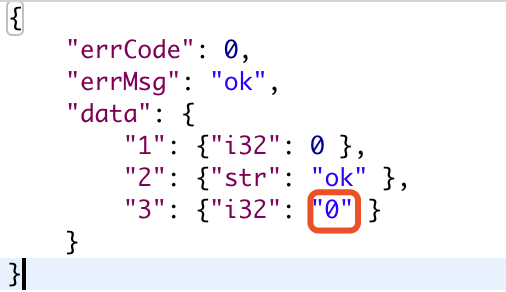 {
"errCode": 0,
"errMsg": "ok",
"data": {
"1": {"i32": 0 },
"2": {"str": "ok" },
"3": {"i32": "0" }
}
}